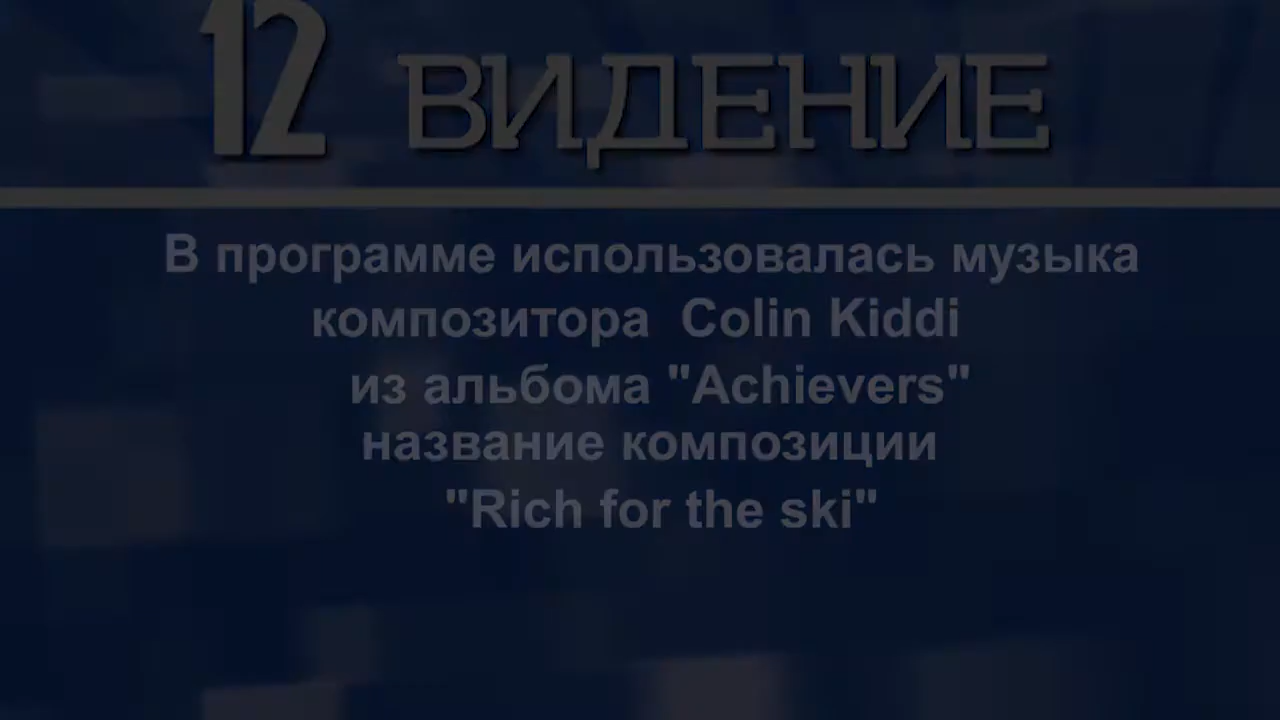 12 ВИДЕНИЕ
В программе использовалась музыка
композитора Colin Kiddi
из альбома "Achievers"
название композиции
"Rich for the ski"